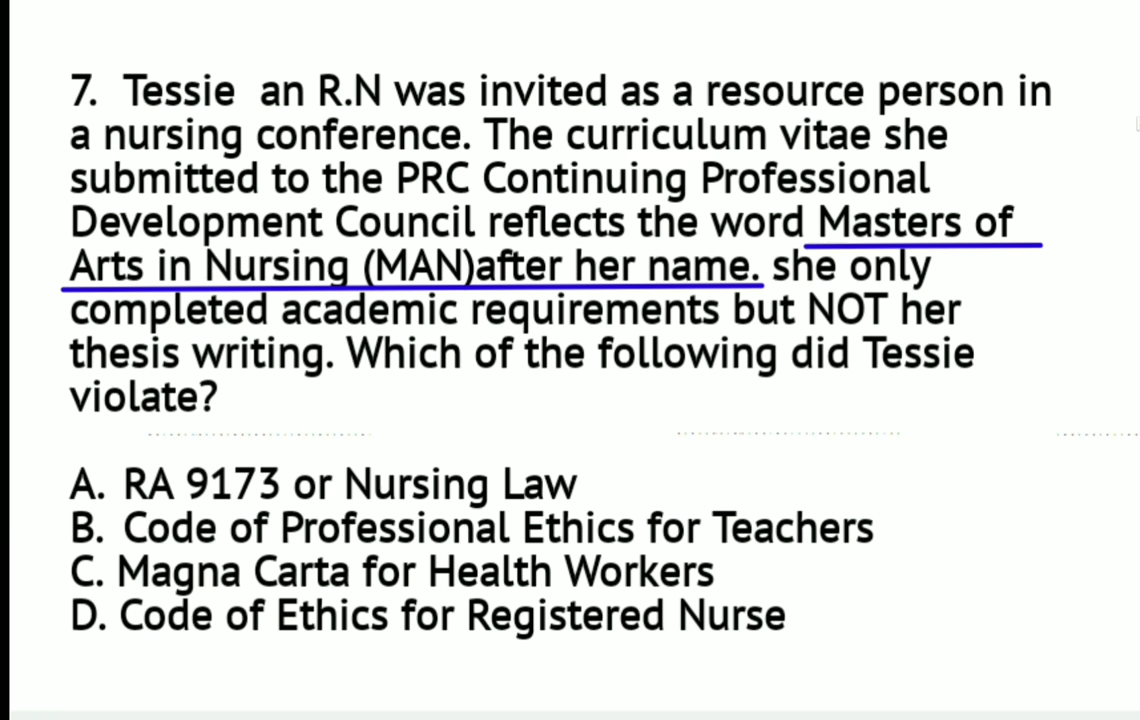 7. Tessie an R.N was invited as a resource person in
a nursing conference. The curriculum vitae she
submitted to the PRC Continuing Professional
Development Council reflects the word Masters of
Arts in Nursing (MAN)after her name. she only
completed academic requirements but NOT her
thesis writing. Which of the following did Tessie
violate?
A. RA 9173 or Nursing Law
B. Code of Professional Ethics for Teachers
C. Magna Carta for Health Workers
D. Code of Ethics for Registered Nurse